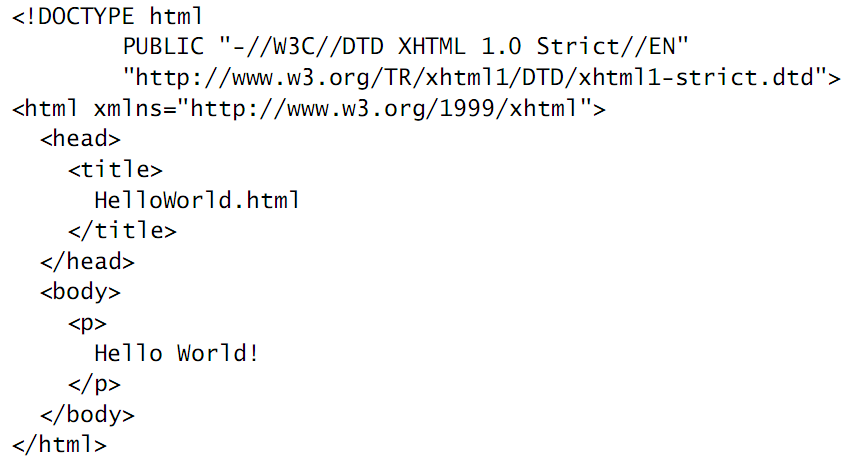 <!DOCTYPE html
PUBLIC "-//W3C//DTD XHTML 1.0 Strict//EN"
"http://www.w3.org/TR/xhtml1/DTD/xhtml1-strict.dtd">
<html xmlns="http://www.w3.org/1999/xhtml">
<head>
<title>
HelloWorld.html
</title>
</head>
<body>
<p>
Hello World!
</p>
</body>
</html>